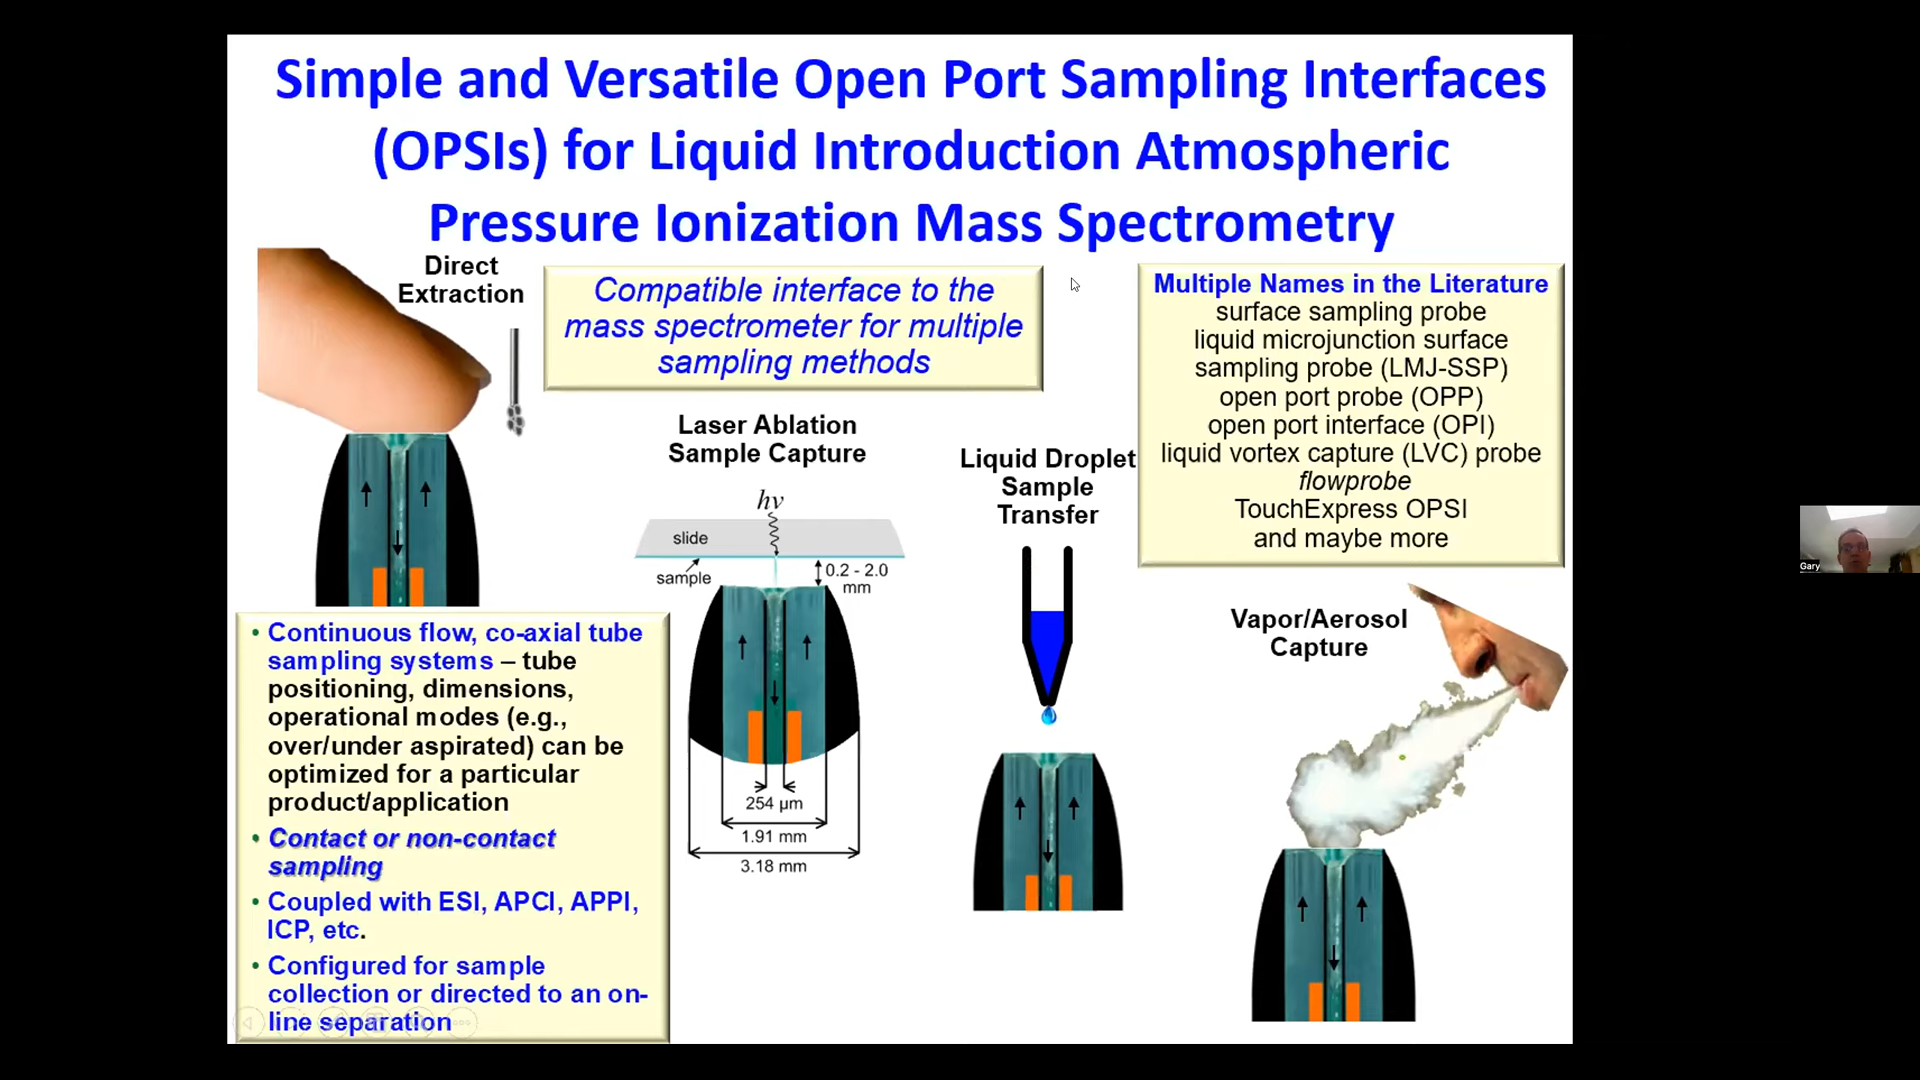 Simple and Versatile Open Port Sampling Interfaces
(OPSIs) for Liquid Introduction Atmospheric
Pressure Ionization Mass Spectrometry
Direct
Extraction
Compatible interface to the
mass spectrometer for multiple
sampling methods
Multiple Names in the Literature
surface sampling probe
liquid microjunction surface
sampling probe (LMJ-SSP)
open port probe (OPP)
open port interface (OPI)
liquid vortex capture (LVC) probe
flowprobe
TouchExpress OPSI
and maybe more
Laser Ablation
Sample Capture
hν
slide
sample
0.2 - 2.0
mm
254 µm
1.91 mm
3.18 mm
Liquid Droplet
Sample
Transfer
Vapor/Aerosol
Capture
• Continuous flow, co-axial tube
sampling systems – tube
positioning, dimensions,
operational modes (e.g.,
over/under aspirated) can be
optimized for a particular
product/application
• Contact or non-contact
sampling
• Coupled with ESI, APCI, APPI,
ICP, etc.
• Configured for sample
collection or directed to an on-
line separation
Gary